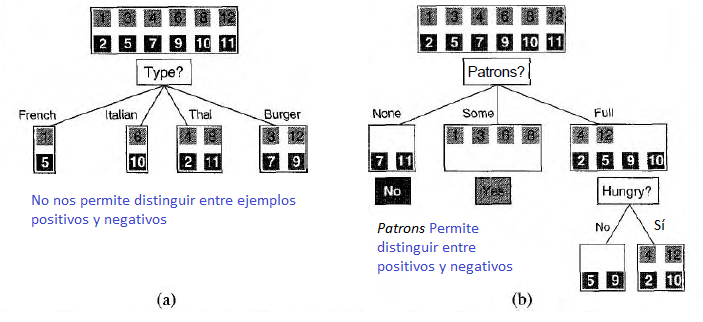 1 3 4 6 8 12
2 5 7 9 10 11
Type?
French Italian Thai Burger
1 6 4 8 3 12
5 10 2 11 7 9
No nos permite distinguir entre ejemplos
positivos y negativos
(a)
1 3 4 6 8 12
2 5 7 9 10 11
Patrons?
None Some Full
1 3 6 8 4 12
7 11 2 5 9 10
No Yes Hungry?
Patrons Permite
distinguir entre
positivos y negativos
No Sí
4 12
5 9 2 10
(b)